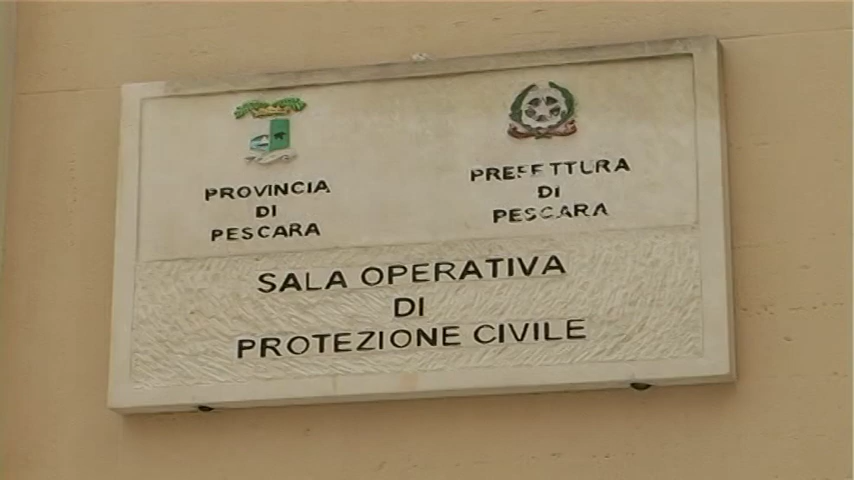 PROVINCIA
DI
PESCARA
PREFETTURA
DI
PESCARA
SALA OPERATIVA
DI
PROTEZIONE CIVILE